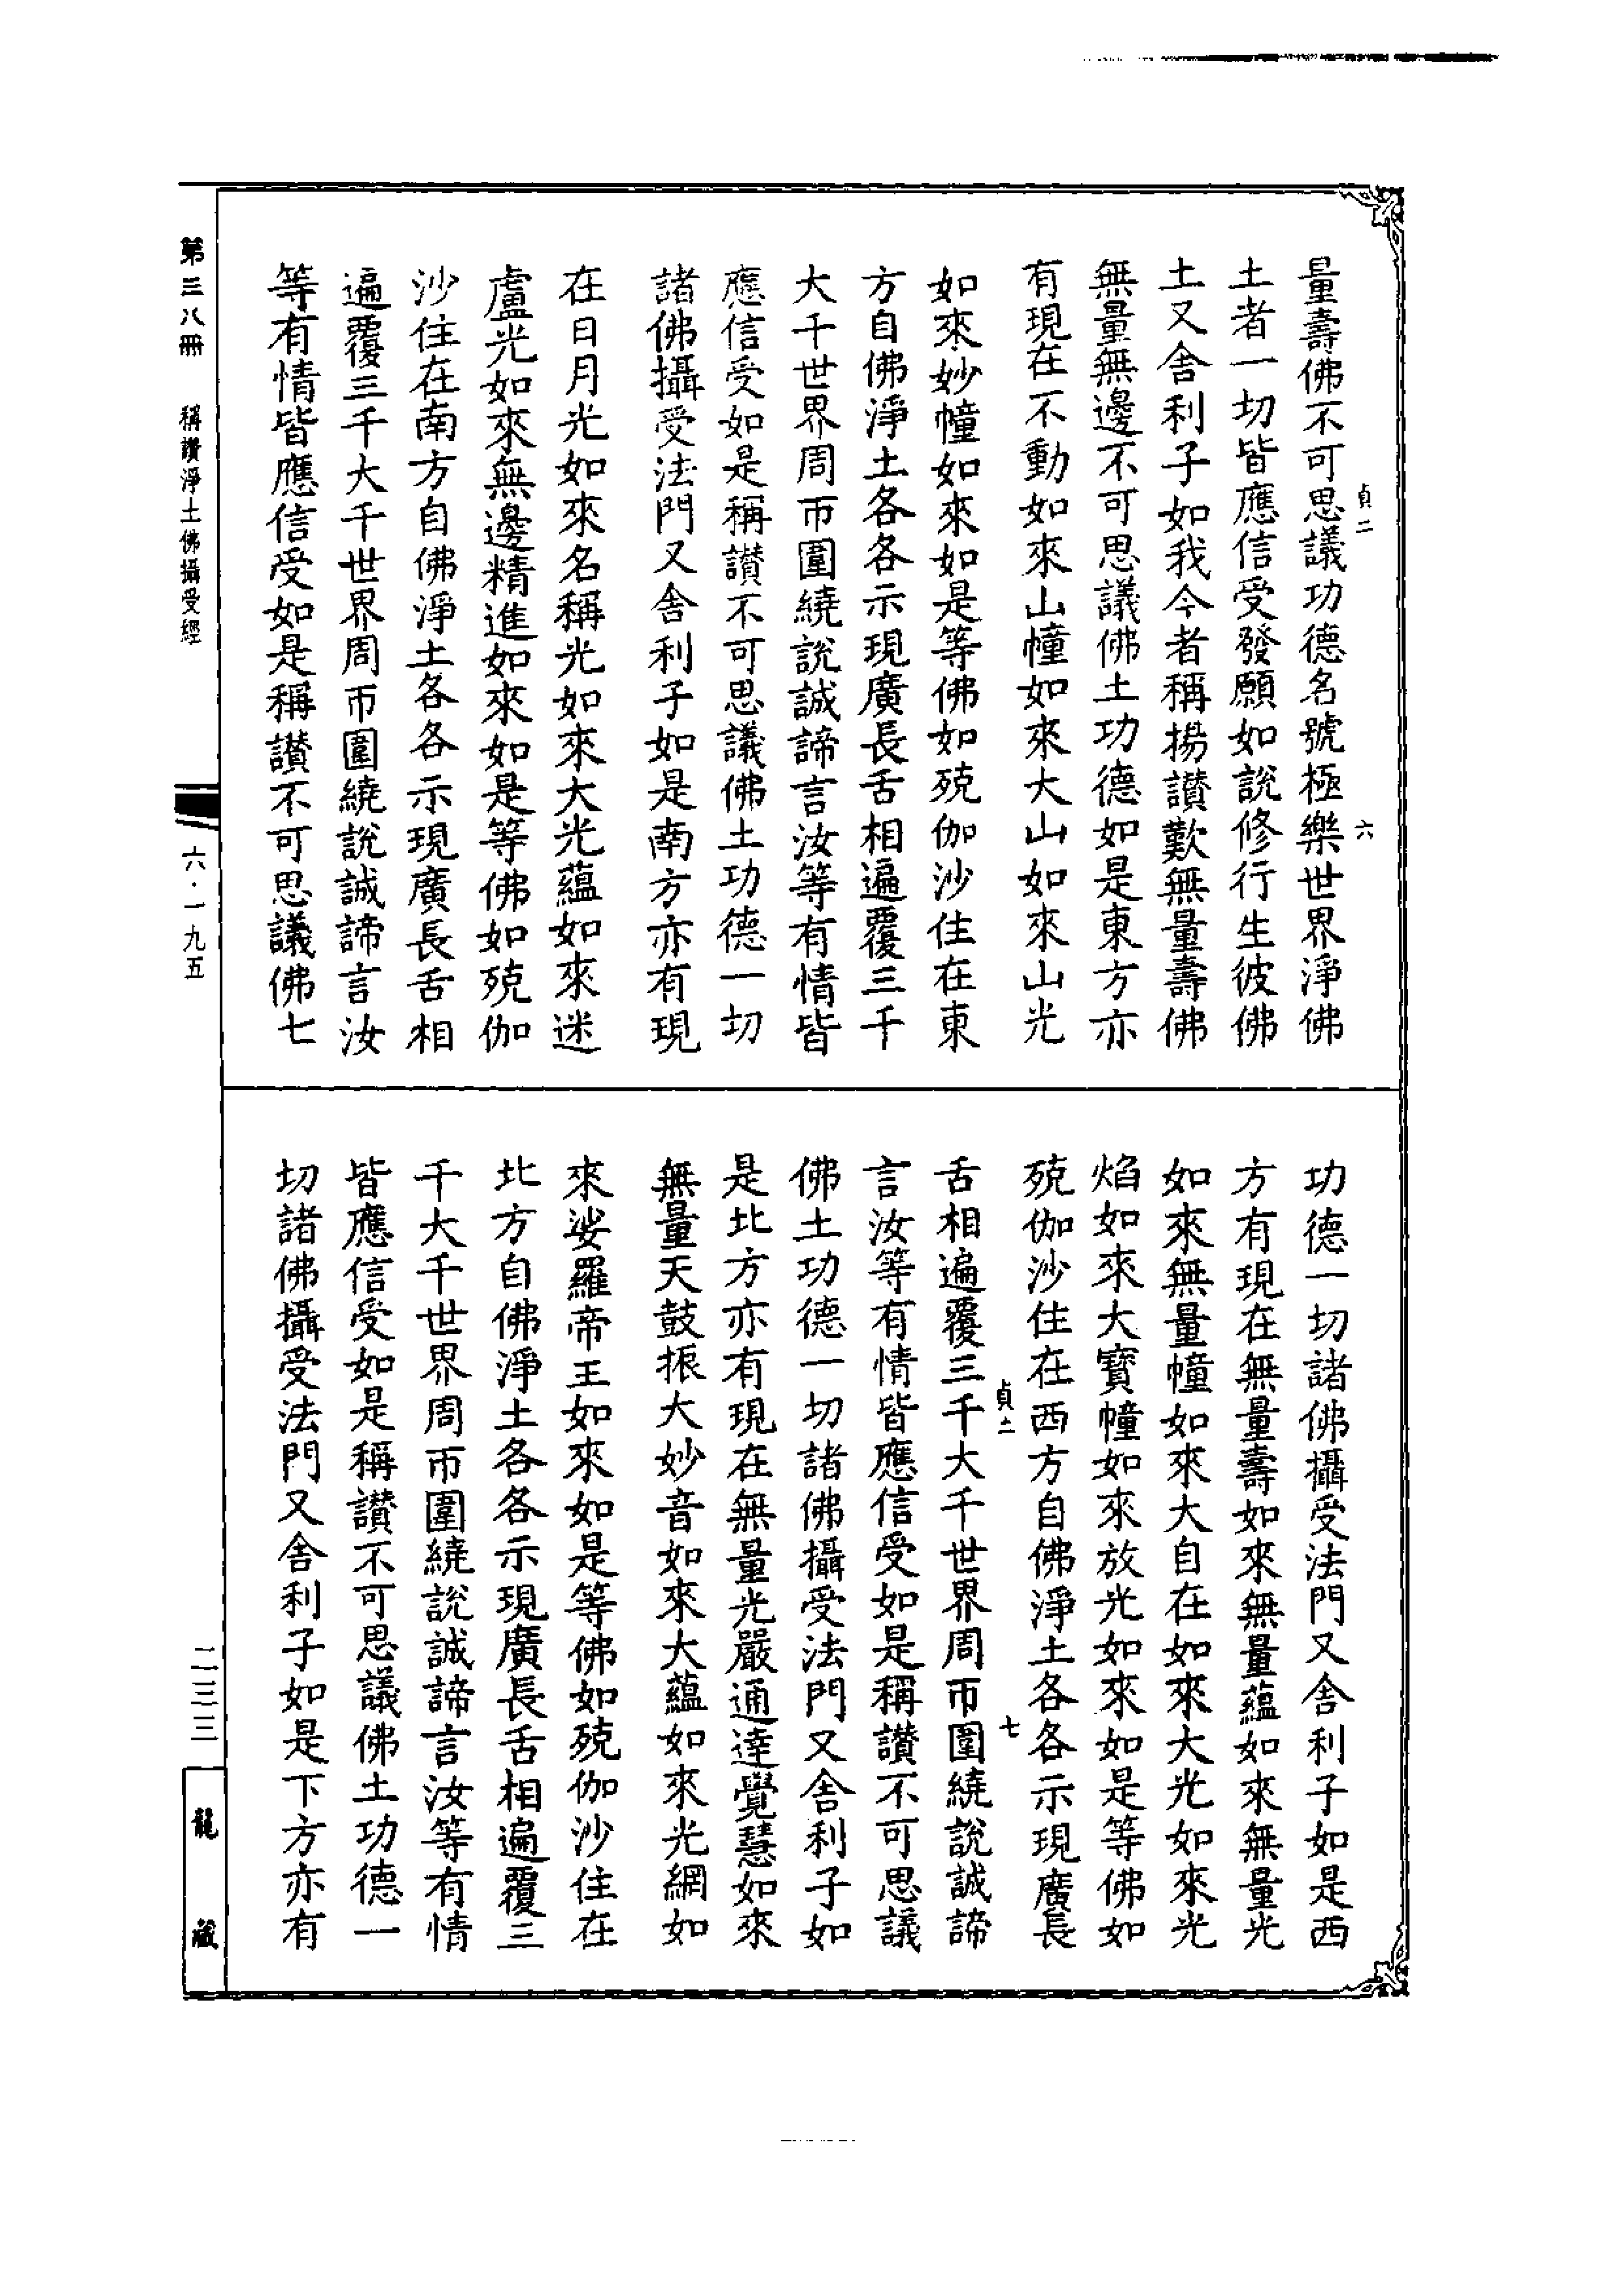 貞二
六
量壽佛不可思議功德名號極樂世界淨佛
土者一切皆應信受發願如說修行生彼佛
土又舍利子如我今者稱揚讚歎無量壽佛
無量無邊不可思議佛土功德如是東方亦
有現在不動如來山幢如來大山如來山光
如來妙幢如來如是等佛如殑伽沙住在東
方自佛淨土各各示現廣長舌相遍覆三千
大千世界周帀圍繞說誠諦言汝等有情皆
應信受如是稱讚不可思議佛土功德一切
諸佛攝受法門又舍利子如是南方亦有現
在日月光如來名稱光如來大光蘊如來迷
盧光如來無邊精進如來如是等佛如殑伽
沙住在南方自佛淨土各各示現廣長舌相
遍覆三千大千世界周帀圍繞說誠諦言汝
等有情皆應信受如是稱讚不可思議佛七
功德一切諸佛攝受法門又舍利子如是西
方有現在無量壽如來無量蘊如來無量光
如來無量幢如來大自在如來大光如來光
焰如來大寶幢如來放光如來如是等佛如
殑伽沙住在西方自佛淨土各各示現廣長
貞二
七
舌相遍覆三千大千世界周帀圍繞說誠諦
言汝等有情皆應信受如是稱讚不可思議
佛土功德一切諸佛攝受法門又舍利子如
是北方亦有現在無量光嚴通達覺慧如來
無量天鼓振大妙音如來大蘊如來光網如
來娑羅帝王如來如是等佛如殑伽沙住在
北方自佛淨土各各示現廣長舌相遍覆三
千大千世界周帀圍繞說誠諦言汝等有情
皆應信受如是稱讚不可思議佛土功德一
切諸佛攝受法門又舍利子如是下方亦有
第三八冊 稱讚淨土佛攝受經
六·一九五
二三三
龍藏